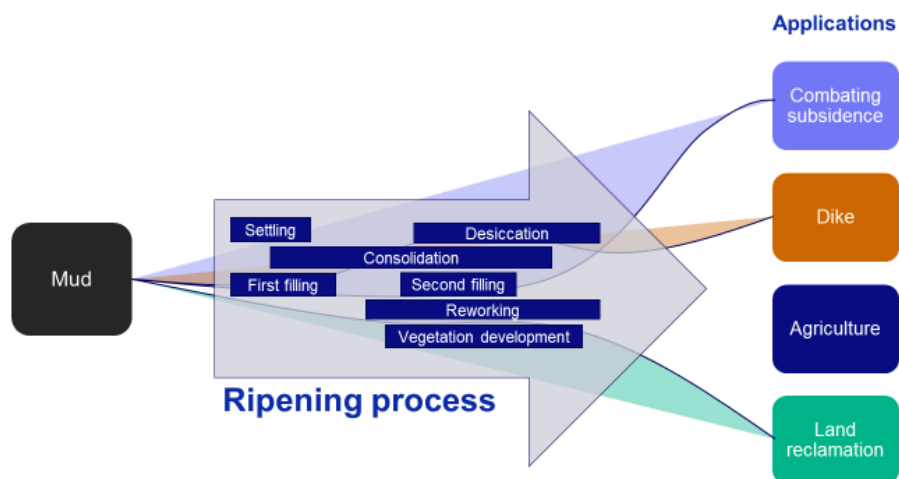 Applications
Combating
subsidence
Settling
Desiccation
Dike
Consolidation
Mud
First filling
Second filling
Reworking
Agriculture
Vegetation development
Ripening process
Land
reclamation